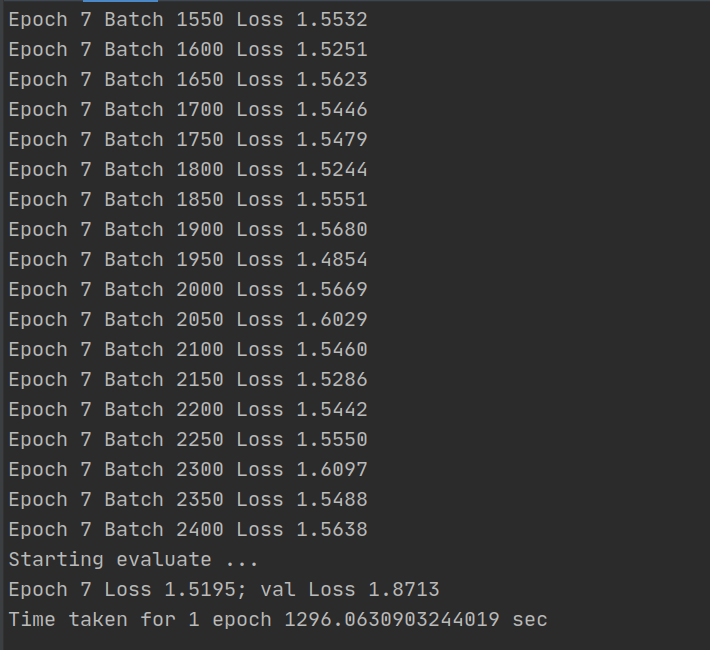 Epoch 7 Batch 1550 Loss 1.5532
Epoch 7 Batch 1600 Loss 1.5251
Epoch 7 Batch 1650 Loss 1.5623
Epoch 7 Batch 1700 Loss 1.5446
Epoch 7 Batch 1750 Loss 1.5479
Epoch 7 Batch 1800 Loss 1.5244
Epoch 7 Batch 1850 Loss 1.5551
Epoch 7 Batch 1900 Loss 1.5680
Epoch 7 Batch 1950 Loss 1.4854
Epoch 7 Batch 2000 Loss 1.5669
Epoch 7 Batch 2050 Loss 1.6029
Epoch 7 Batch 2100 Loss 1.5460
Epoch 7 Batch 2150 Loss 1.5286
Epoch 7 Batch 2200 Loss 1.5442
Epoch 7 Batch 2250 Loss 1.5550
Epoch 7 Batch 2300 Loss 1.6097
Epoch 7 Batch 2350 Loss 1.5488
Epoch 7 Batch 2400 Loss 1.5638
Starting evaluate ...
Epoch 7 Loss 1.5195; val Loss 1.8713
Time taken for 1 epoch 1296.0630903244019 sec